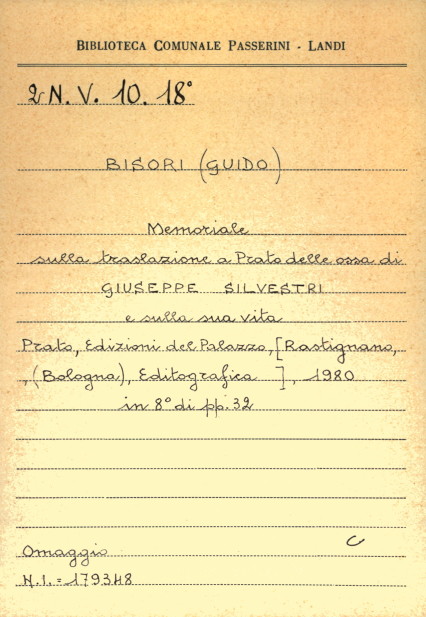 BIBLIOTECA COMUNALE PASSERINI - LANDI
2 N. V. 10. 18°
BISORI (GUIDO)
Memoriale
sulla traslazione a Prato delle ossa di
GIUSEPPE SILVESTRI
e sulla sua vita
Prato, Edizioni del Palazzo, [Rastignano,
, (Bologna), Editografica ], 1980
in 8° di pp. 32
C
Omaggio
N.I. = 179348